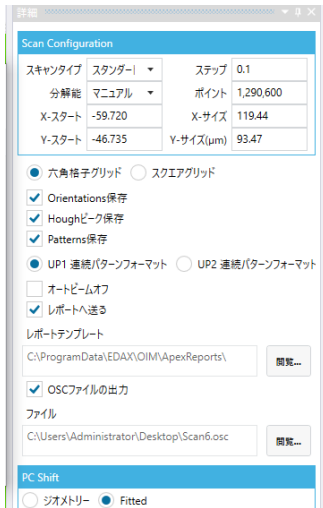 詳細
Scan Configuration
スキャンタイプ スタンダー| ステップ 0.1
分解能 マニュアル ポイント 1,290,600
X-スタート -59.720 X-サイズ 119.44
Y-スタート -46.735 Y-サイズ(μm) 93.47
六角格子グリッド スクエアグリッド
Orientations保存
Houghピーク保存
Patterns保存
UP1 連続パターンフォーマット UP2 連続パターンフォーマット
オートビームオフ
レポートへ送る
レポートテンプレート
C:\ProgramData\EDAX\OIM\ApexReports\ 閲覧...
OSCファイルの出力
ファイル
C:\Users\Administrator\Desktop\Scan6.osc 閲覧...
PC Shift
ジオメトリー Fitted